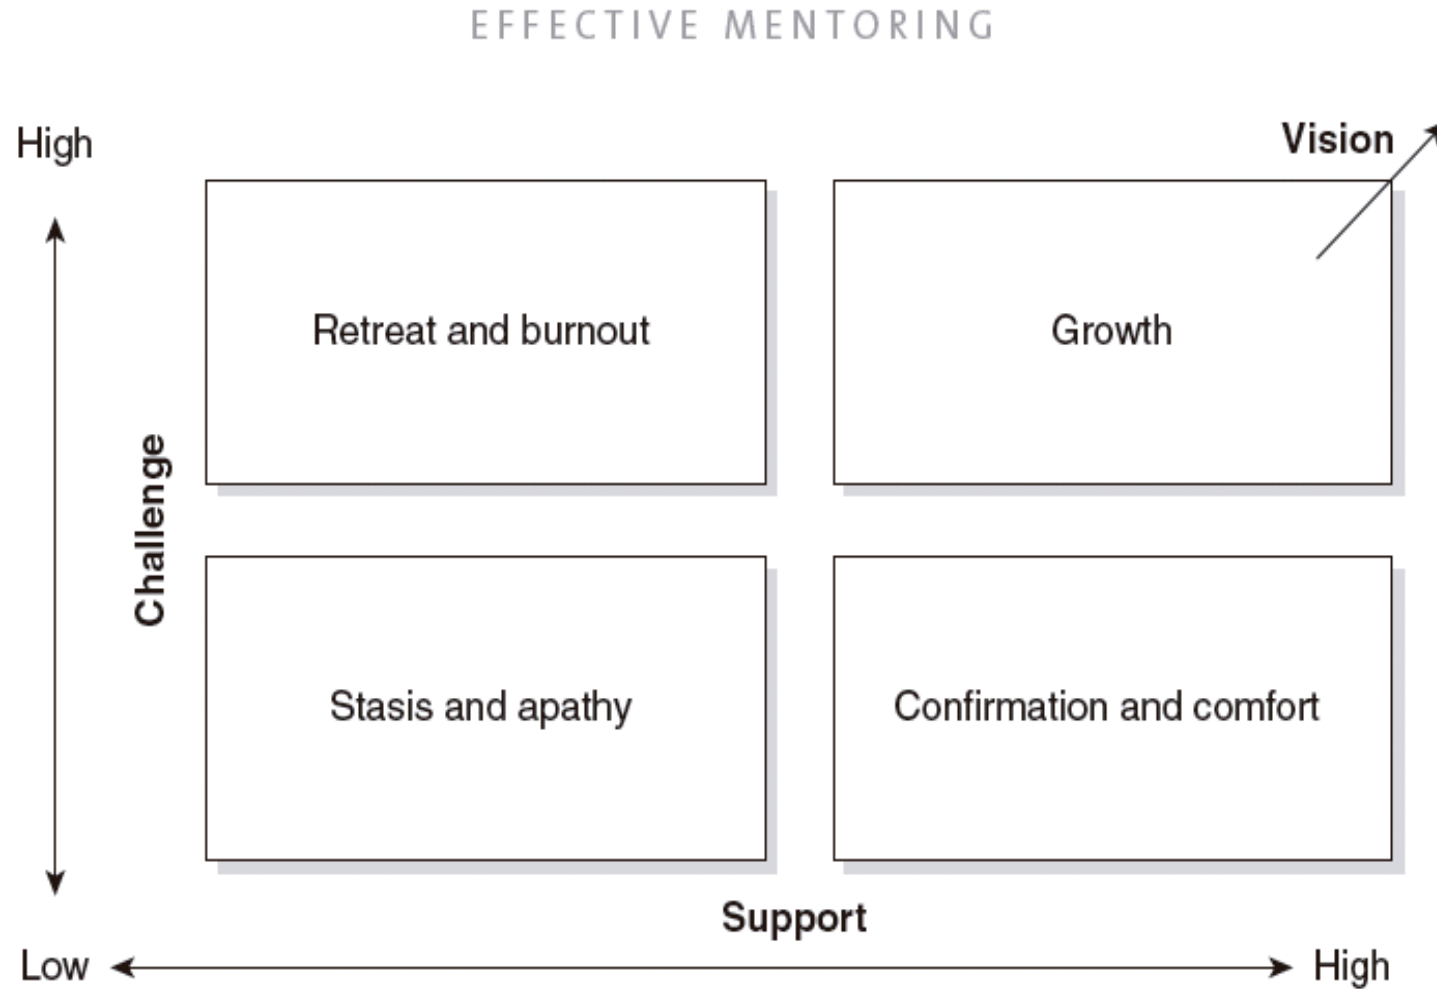 EFFECTIVE MENTORING
High
Vision
Retreat and burnout
Growth
Challenge
Stasis and apathy
Confirmation and comfort
Support
Low
High